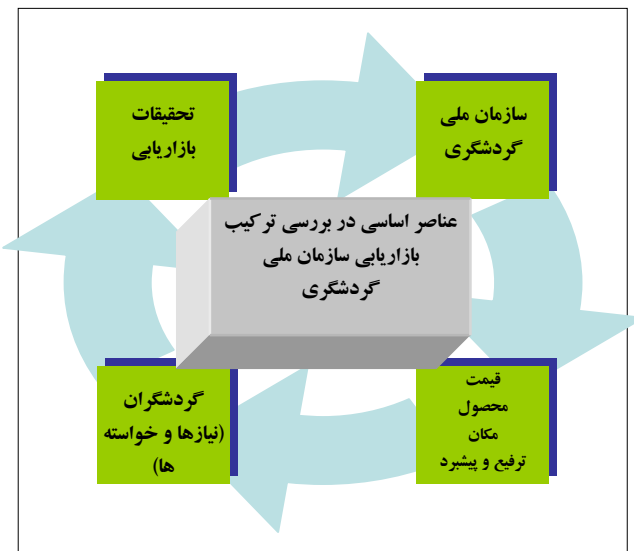 سازمان ملی
گردشگری
تحقیقات
بازاریابی
عناصر اساسی در بررسی ترکیب
بازاریابی سازمان ملی
گردشگری
قیمت
محصول
مکان
ترفیع و پیشبرد
گردشگران
(نیازها و خواسته
ها)